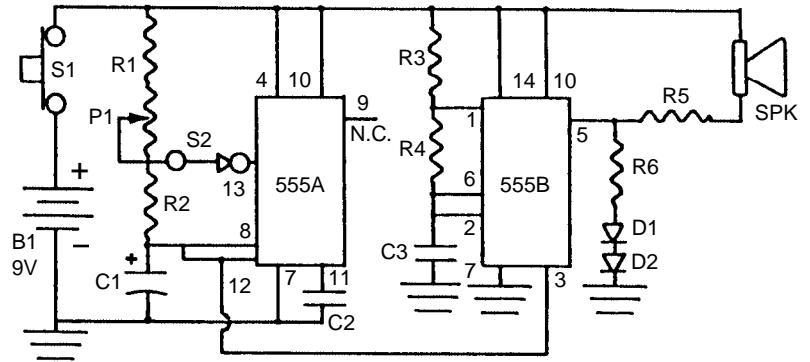 S1
R1
P1
S2
R2
C1
B1
9V
+
−
+
4
10
9
N.C.
555A
13
8
12
7
11
C2
R3
R4
C3
1
6
2
7
14
10
555B
5
3
R5
R6
D1
D2
SPK